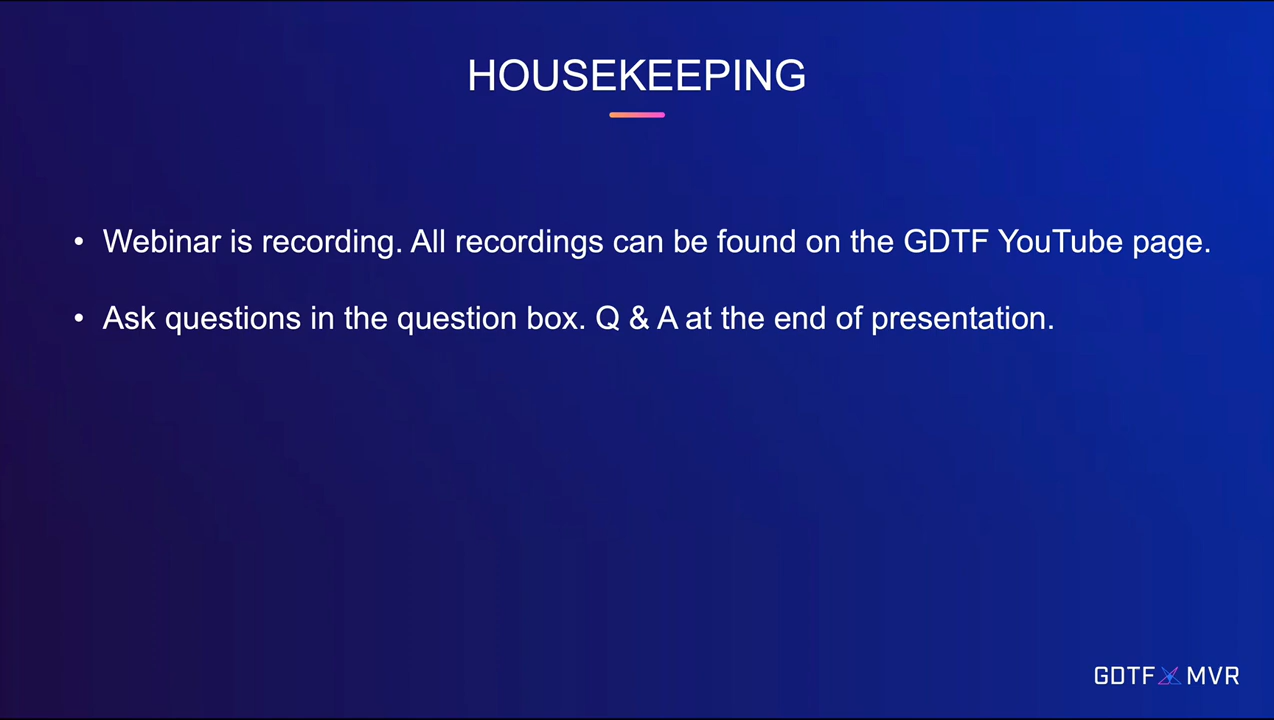 HOUSEKEEPING
• Webinar is recording. All recordings can be found on the GDTF YouTube page.
• Ask questions in the question box. Q & A at the end of presentation.
GDTF MVR